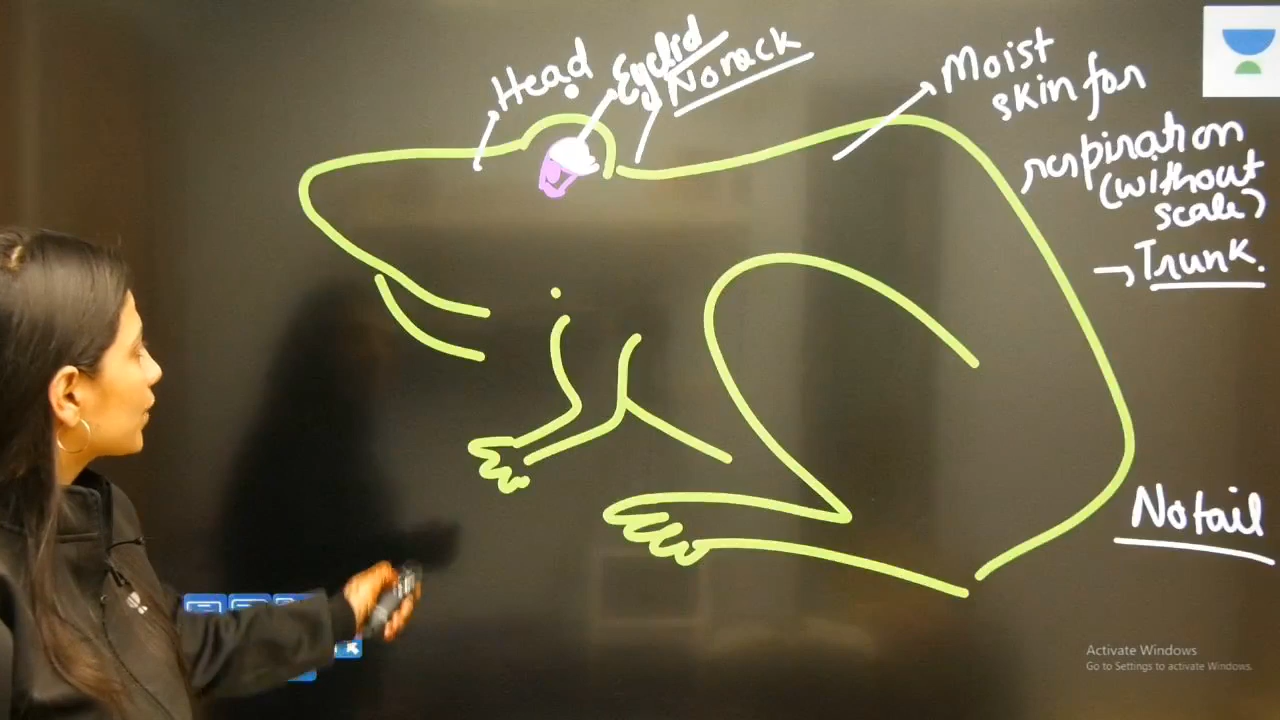 Head
Eyelid
No neck
Moist
skin for
respiration
(without
scale)
→ Trunk.
No tail
Activate Windows
Go to Settings to activate Windows.